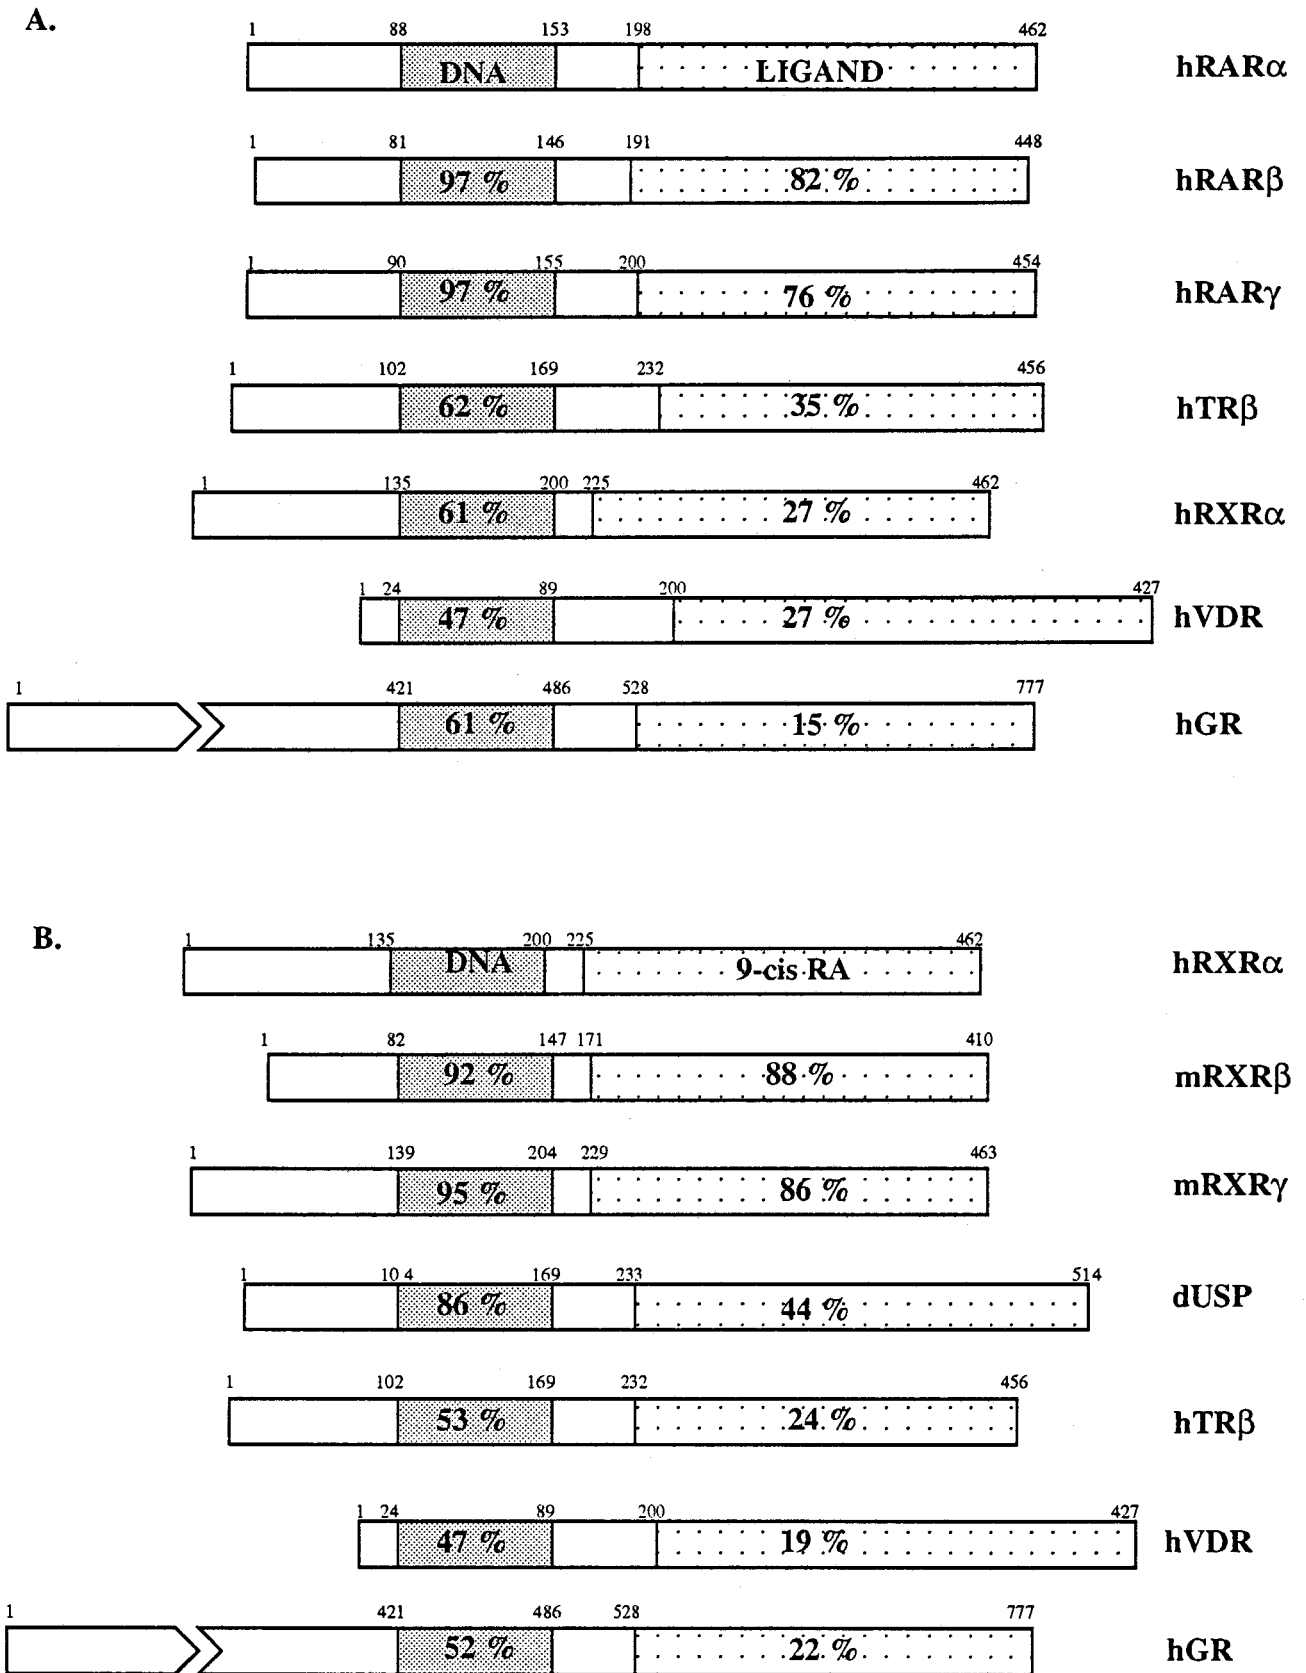 A.
1 88 153 198 462
DNA LIGAND hRARα
1 81 146 191 448
97 % 82 % hRARβ
1 90 155 200 454
97 % 76 % hRARγ
1 102 169 232 456
62 % 35 % hTRβ
1 135 200 225 462
61 % 27 % hRXRα
1 24 89 200 427
47 % 27 % hVDR
1 421 486 528 777
61 % 15 % hGR
B.
1 135 200 225 462
DNA 9-cis RA hRXRα
1 82 147 171 410
92 % 88 % mRXRβ
1 139 204 229 463
95 % 86 % mRXRγ
1 104 169 233 514
86 % 44 % dUSP
1 102 169 232 456
53 % 24 % hTRβ
1 24 89 200 427
47 % 19 % hVDR
1 421 486 528 777
52 % 22 % hGR